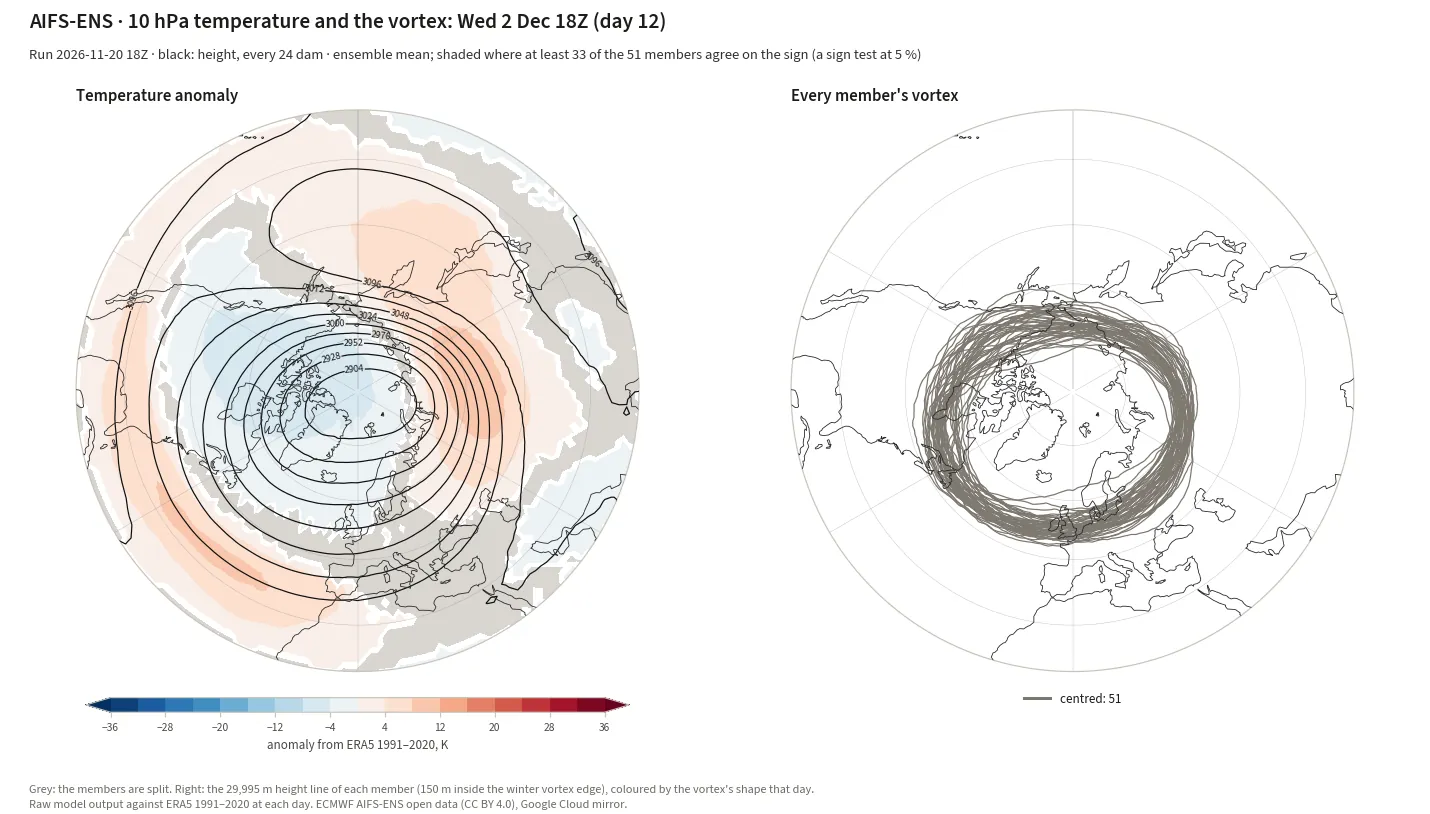 AIFS-ENS · 10 hPa temperature and the vortex: Wed 2 Dec 18Z (day 12)
Run 2026-11-20 18Z · black: height, every 24 dam · ensemble mean; shaded where at least 33 of the 51 members agree on the sign (a sign test at 5 %)
Temperature anomaly
Every member's vortex
3096
3072
3096
3024
3048
3000
2976
2952
2928
2904
centred: 51
−36 −28 −20 −12 −4 4 12 20 28 36
anomaly from ERA5 1991–2020, K
Grey: the members are split. Right: the 29,995 m height line of each member (150 m inside the winter vortex edge), coloured by the vortex's shape that day.
Raw model output against ERA5 1991–2020 at each day. ECMWF AIFS-ENS open data (CC BY 4.0), Google Cloud mirror.